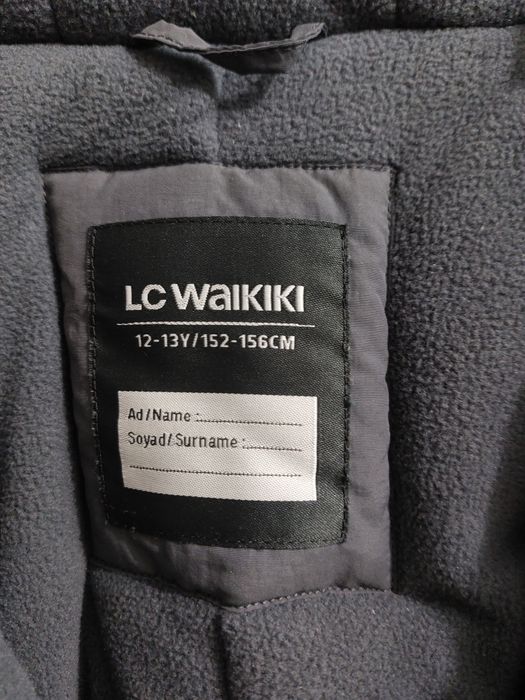 LC WAIKIKI
12-13Y/152-156CM
Ad/Name :
Soyad/Surname :